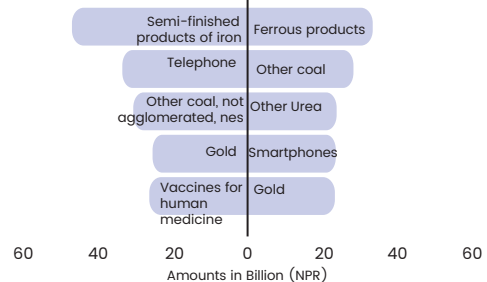 Semi-finished
products of iron
Ferrous products
Telephone
Other coal
Other coal, not
agglomerated, nes
Other Urea
Gold
Smartphones
Vaccines for
human
medicine
Gold
60 40 20 0 20 40 60
Amounts in Billion (NPR)